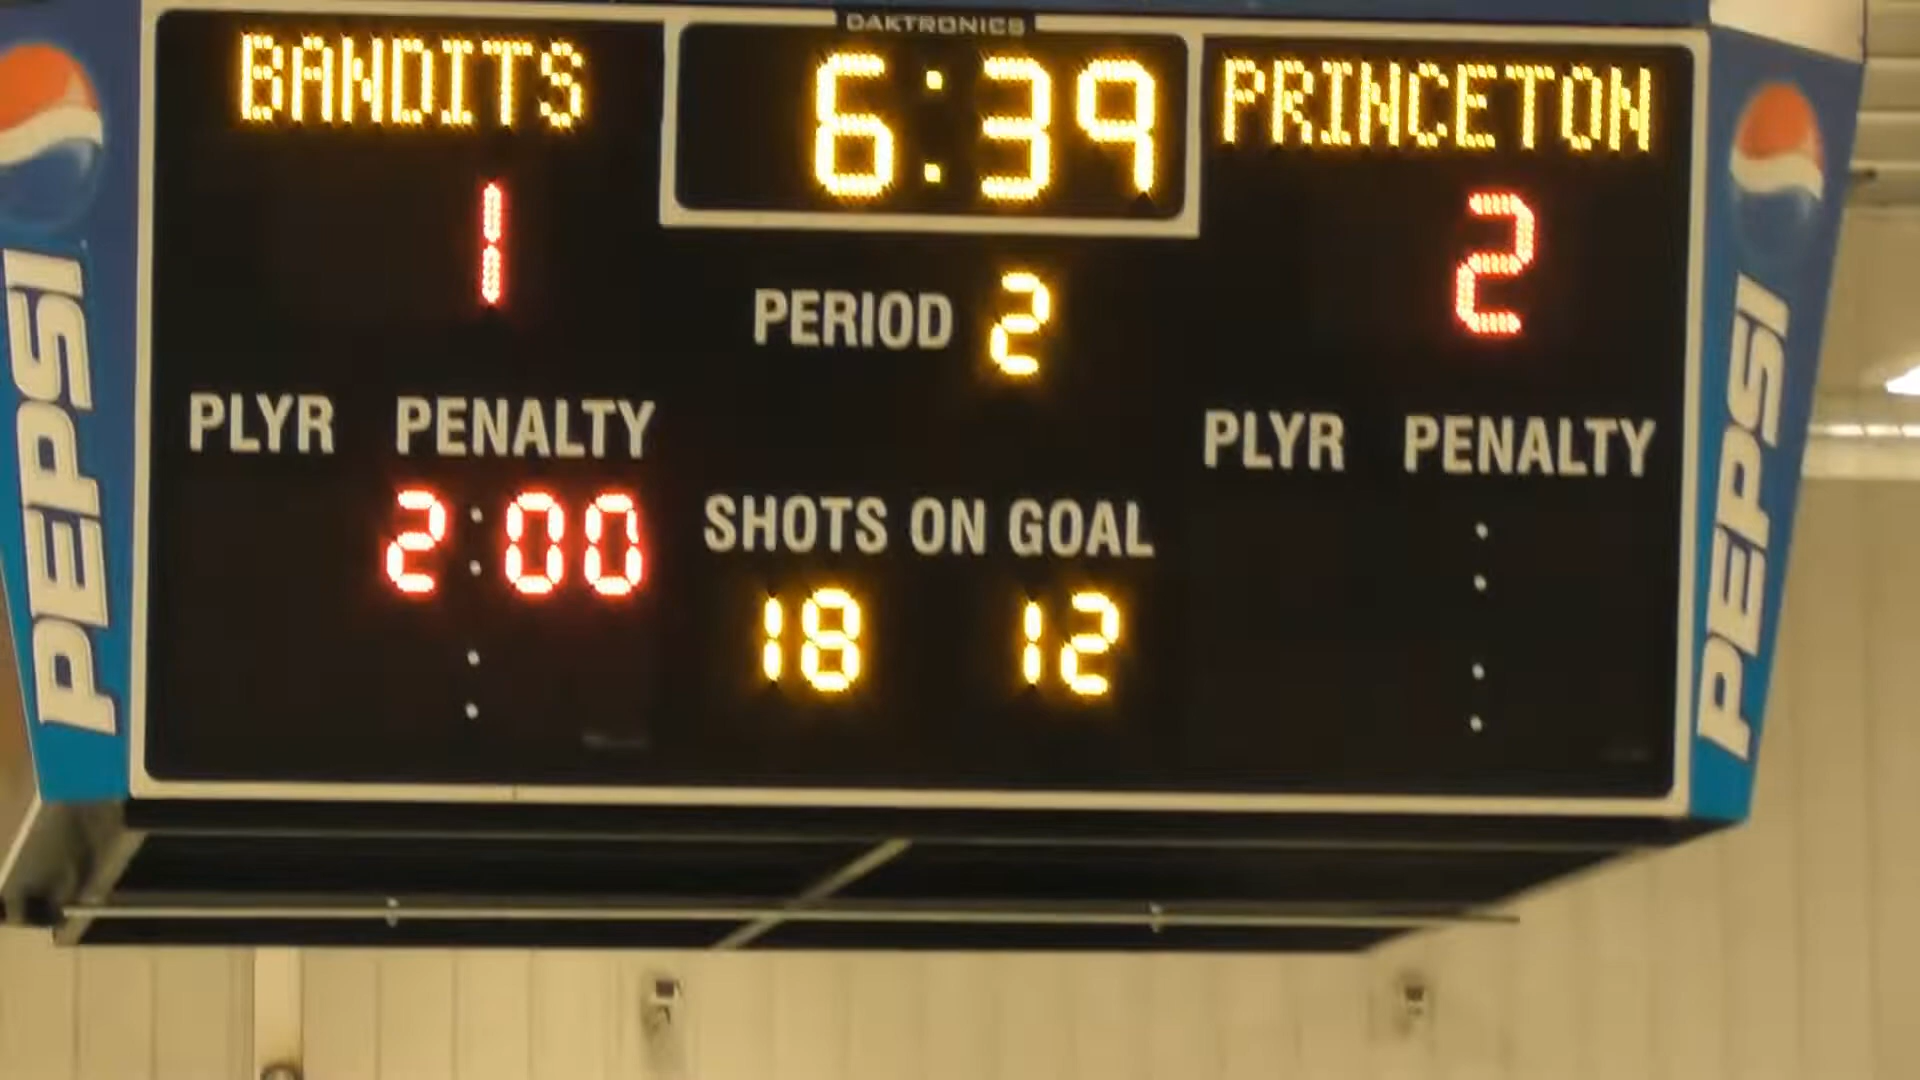 DAKTRONICS
BANDITS 6:39 PRINCETON
1 2
PERIOD 2
PLYR PENALTY PLYR PENALTY
2:00
SHOTS ON GOAL
18 12
PEPSI
PEPSI